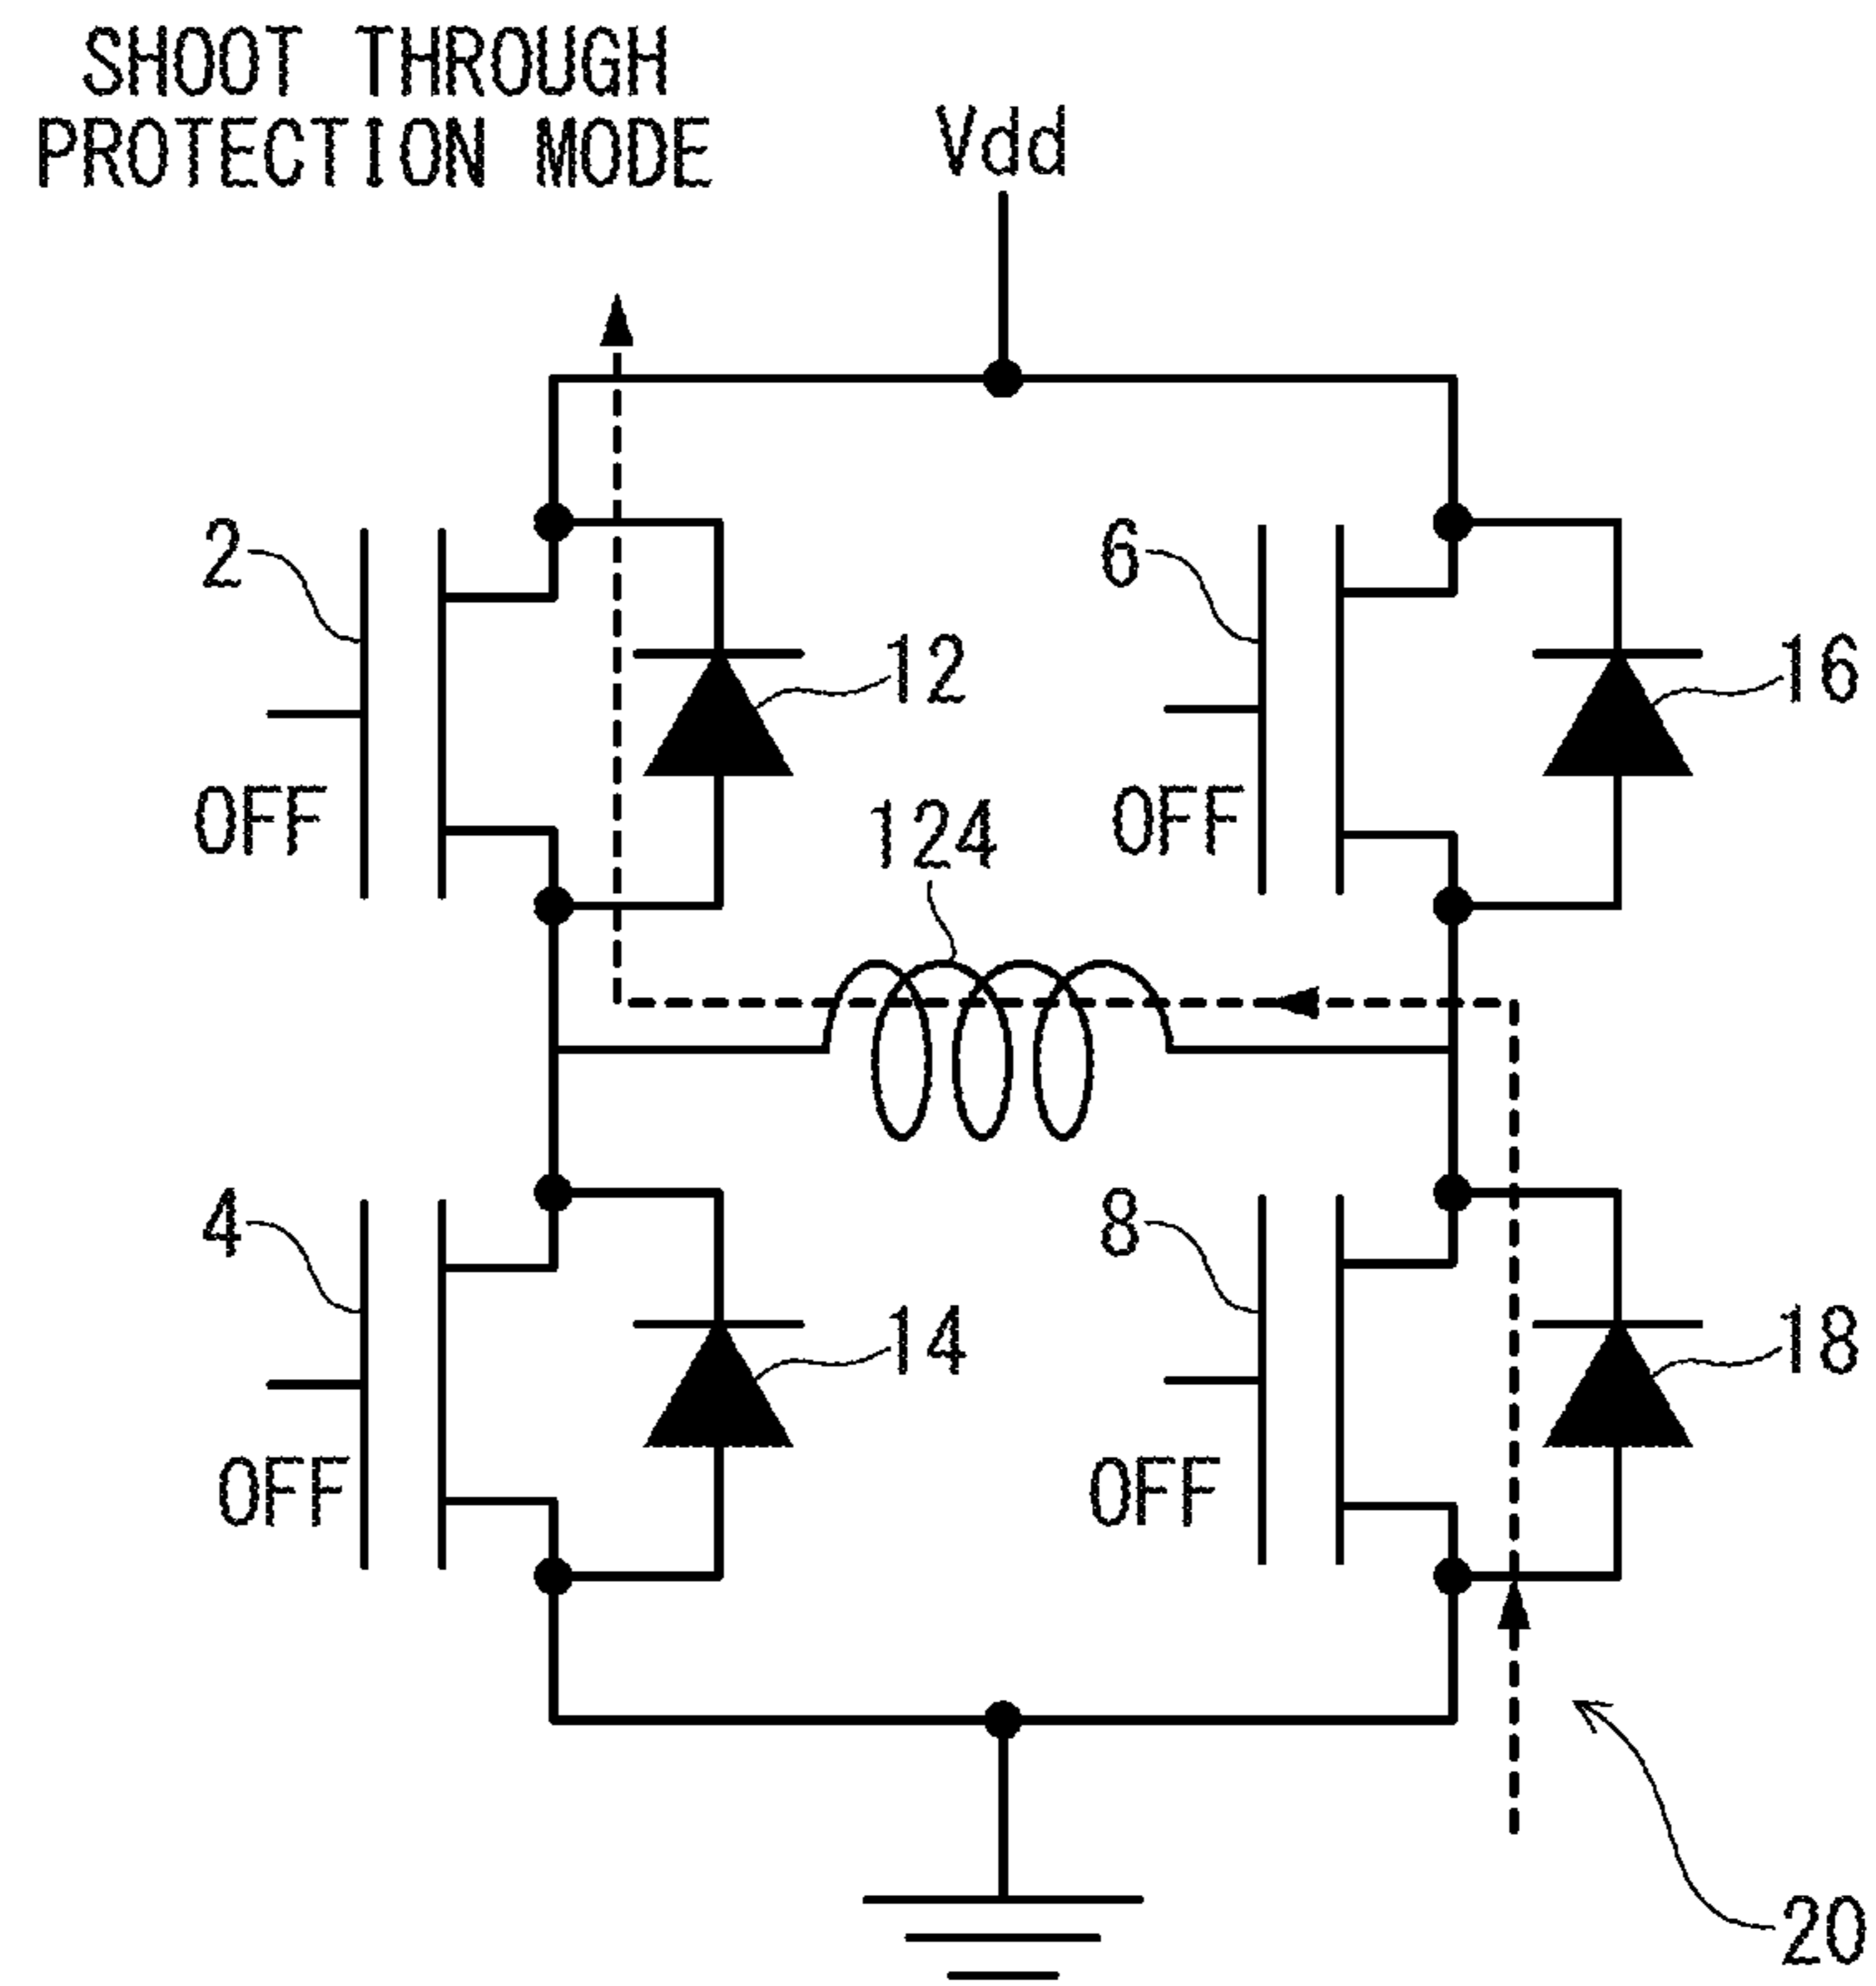 SHOOT THROUGH
PROTECTION MODE
Vdd
2
6
12
16
OFF
124
OFF
4
8
14
18
OFF
OFF
20